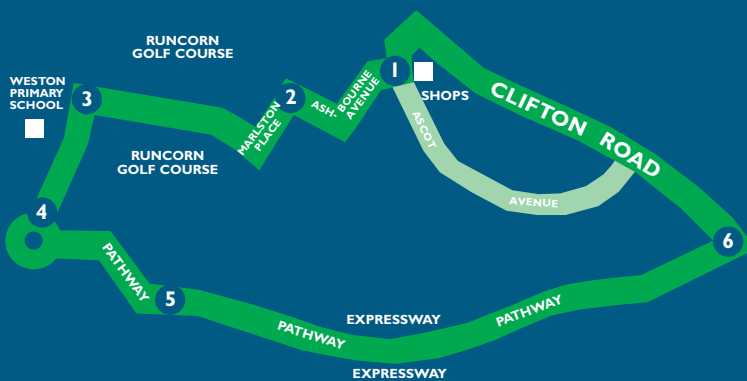 RUNCORN
GOLF COURSE
WESTON
PRIMARY
SCHOOL
3
2
1
SHOPS
MARLSTON
PLACE
ASH-
BOURNE
AVENUE
CLIFTON ROAD
ASCOT
AVENUE
RUNCORN
GOLF COURSE
4
6
PATHWAY
5
PATHWAY
EXPRESSWAY
PATHWAY
EXPRESSWAY